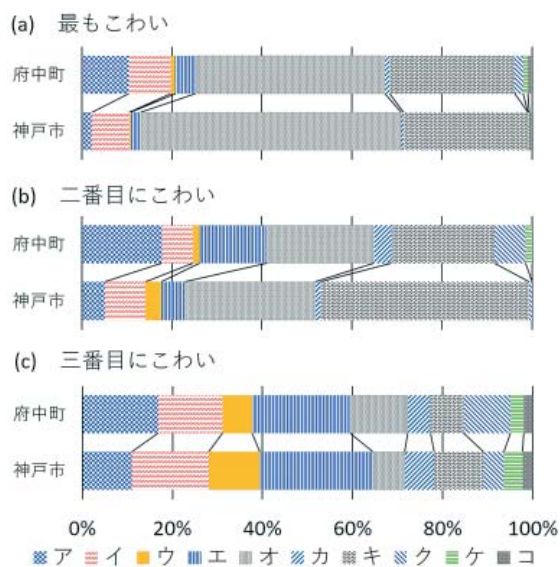 (a) 最もこわい
府中町
神戸市
(b) 二番目にこわい
府中町
神戸市
(c) 三番目にこわい
府中町
神戸市
0% 20% 40% 60% 80% 100%
ア イ ウ エ オ カ キ ク ケ コ